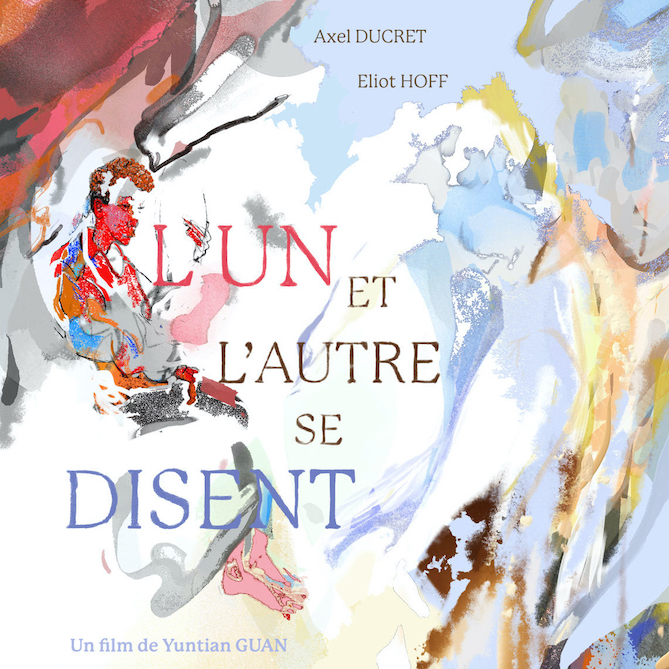 Axel DUCRET
Eliot HOFF
L'UN
ET
L’AUTRE
SE
DISENT
Un film de Yuntian GUAN